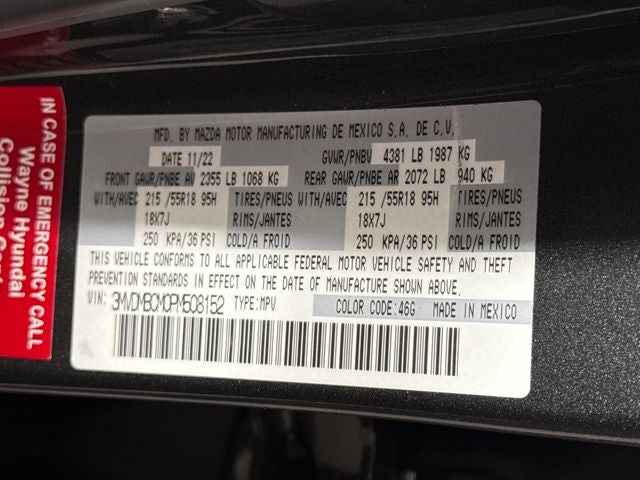 IN CASE OF EMERGENCY CALL
Wayne Hyundai
Collision
MFD. BY MAZDA MOTOR MANUFACTURING DE MEXICO S.A. DE C.V.
DATE 11/22 GVWR/PNBV 4381 LB 1987 KG
FRONT GAWR/PNBE AV 2355 LB 1068 KG REAR GAWR/PNBE AR 2072 LB 940 KG
WITH/AVEC 215 /55R18 95H TIRES/PNEUS WITH/AVEC 215 /55R18 95H TIRES/PNEUS
18X7J RIMS/JANTES 18X7J RIMS/JANTES
250 KPA/36 PSI COLD/A FROID 250 KPA/36 PSI COLD/A FROID
THIS VEHICLE CONFORMS TO ALL APPLICABLE FEDERAL MOTOR VEHICLE SAFETY AND THEFT
PREVENTION STANDARDS IN EFFECT ON THE DATE OF MANUFACTURE SHOWN ABOVE.
VIN: 3MVDMBCM0PM508152 TYPE:MPV COLOR CODE:46G MADE IN MEXICO